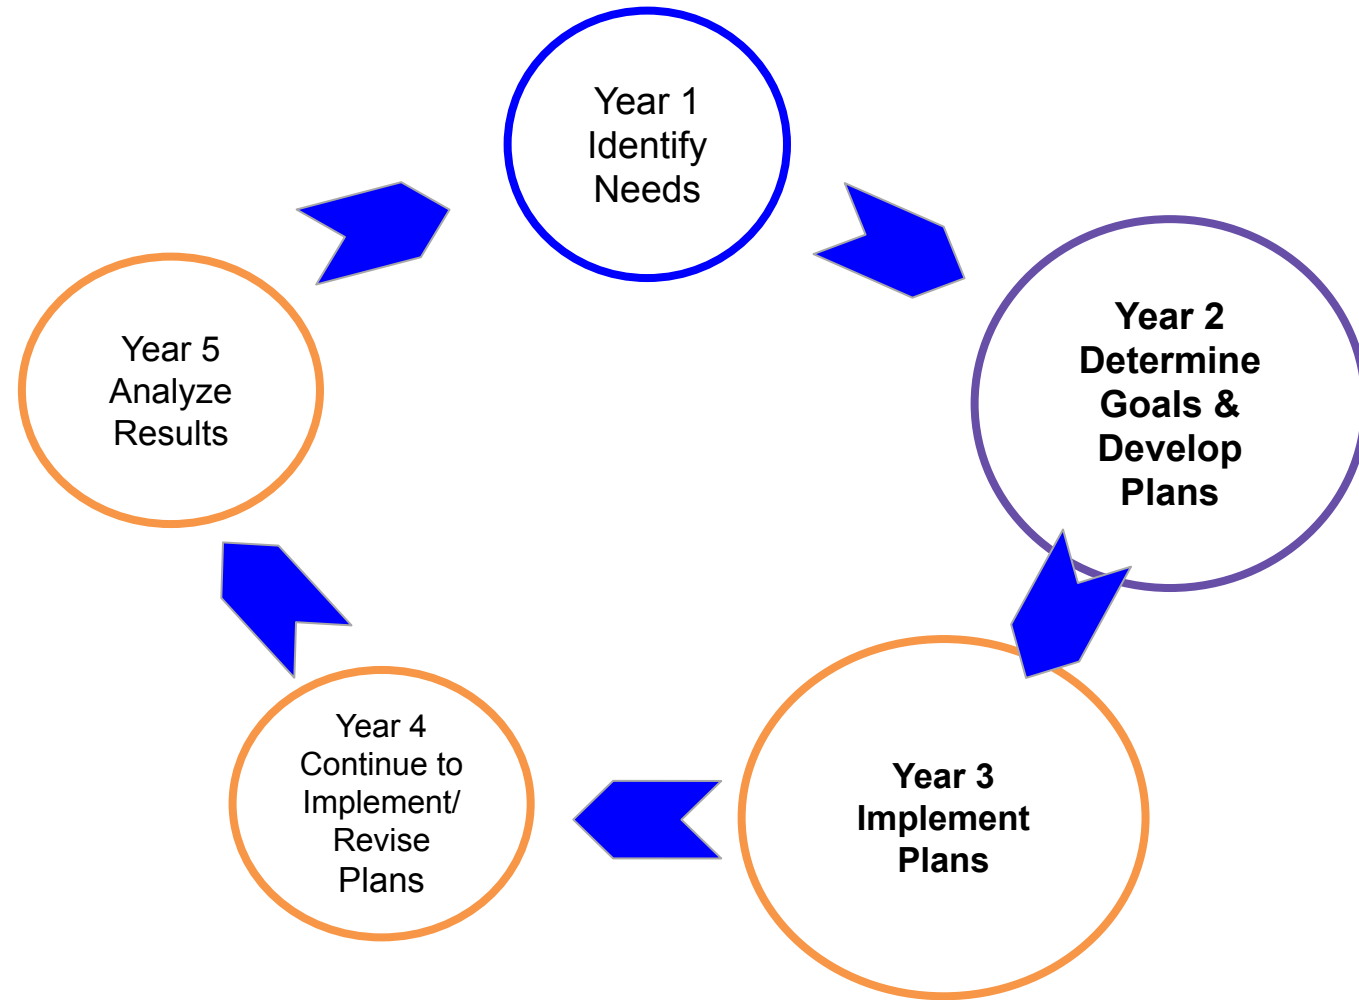 Year 1
Identify
Needs
Year 2
Determine
Goals &
Develop
Plans
Year 3
Implement
Plans
Year 4
Continue to
Implement/
Revise
Plans
Year 5
Analyze
Results